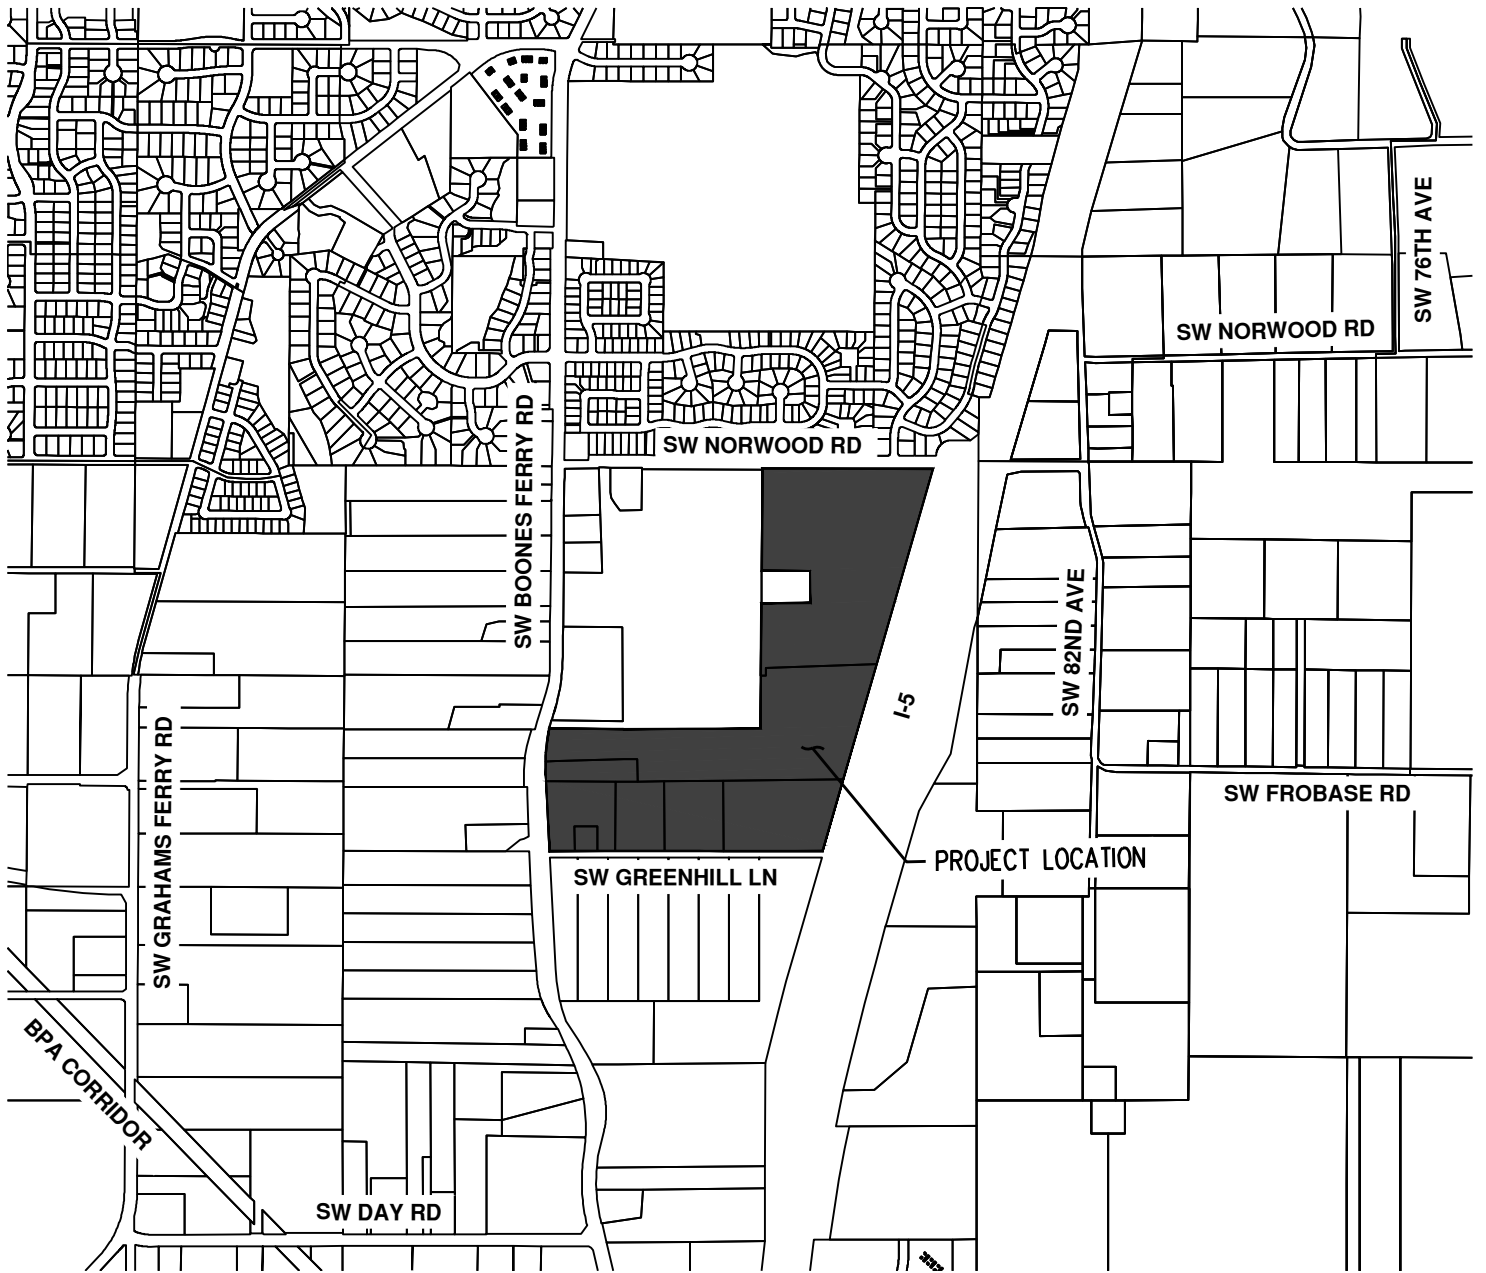 SW 76TH AVE
SW NORWOOD RD
SW NORWOOD RD
SW BOONES FERRY RD
SW 82ND AVE
I-5
SW GRAHAMS FERRY RD
SW FROBASE RD
PROJECT LOCATION
SW GREENHILL LN
BPA CORRIDOR
SW DAY RD